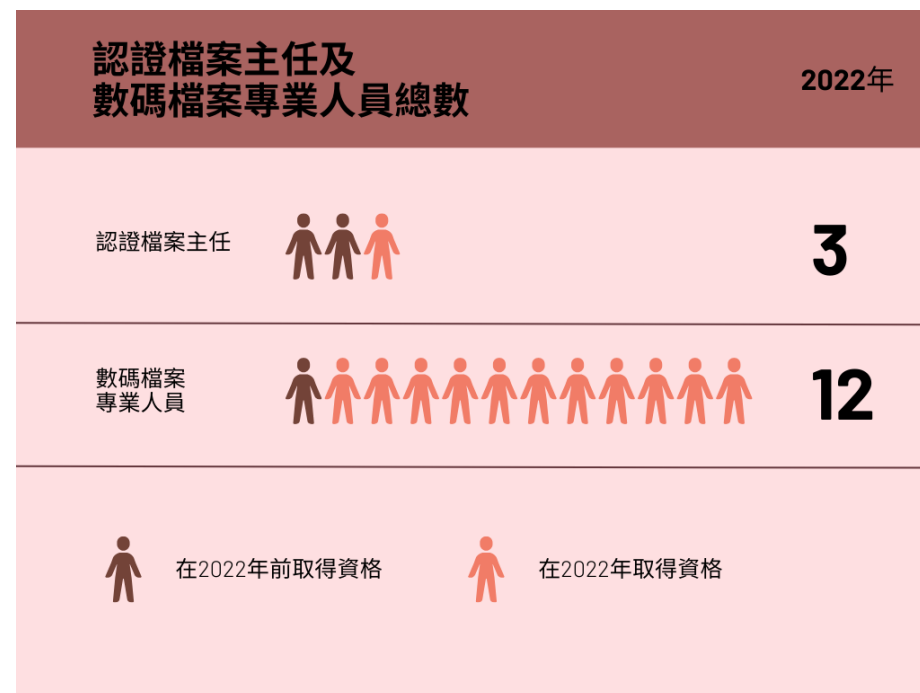 認證檔案主任及
數碼檔案專業人員總數
2022年
認證檔案主任
3
數碼檔案
專業人員
12
在2022年前取得資格
在2022年取得資格